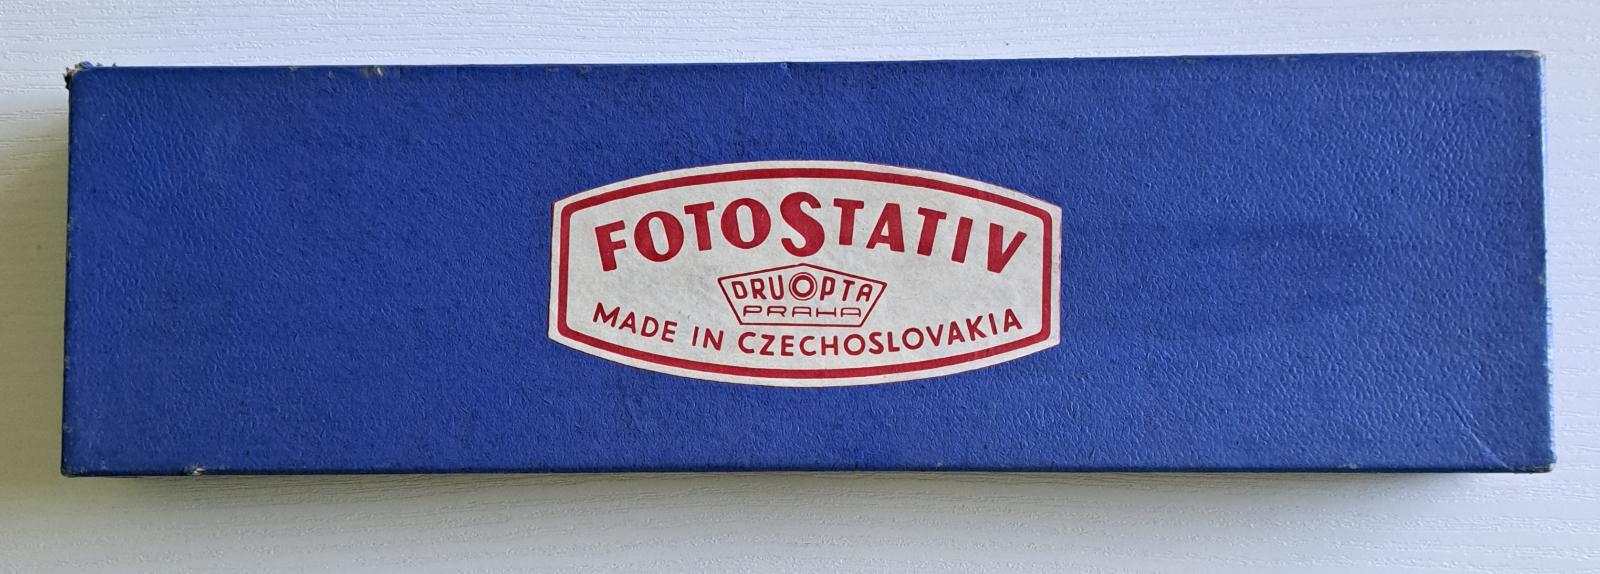 FOTOSTATIV
DRUOPTA
PRAHA
MADE IN CZECHOSLOVAKIA